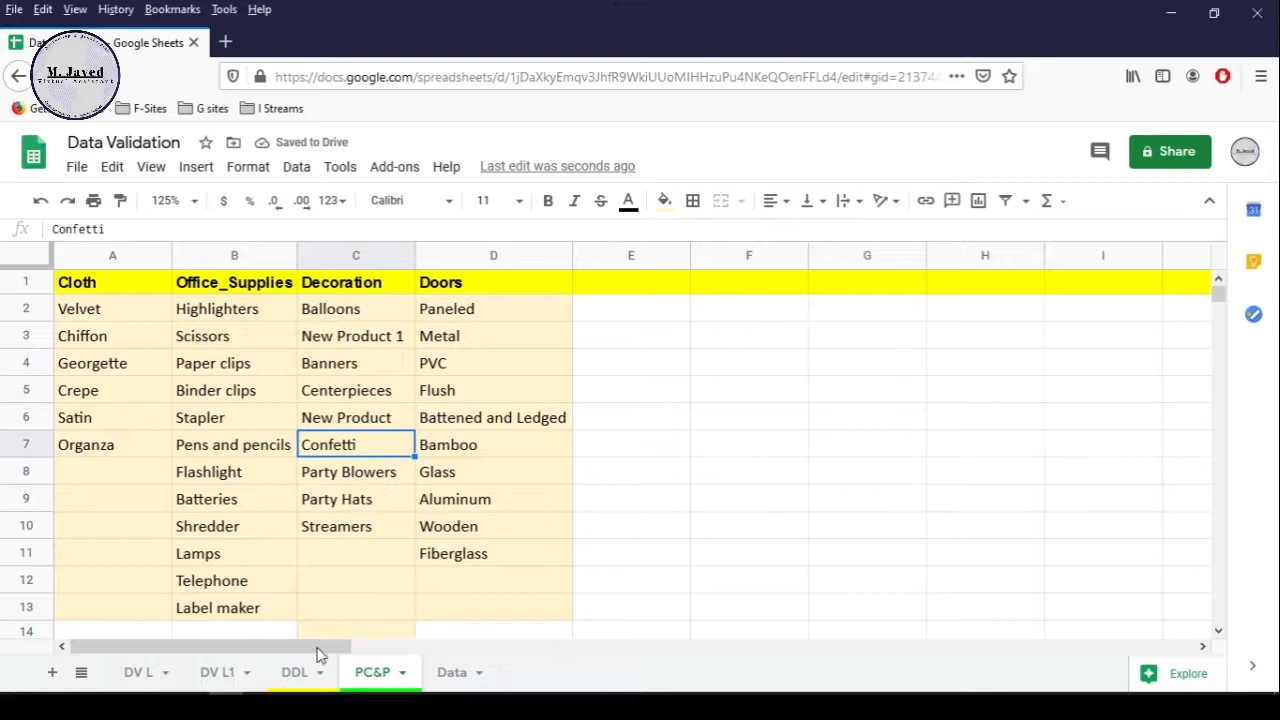 File Edit View History Bookmarks Tools Help
Google Sheets
M. Javed
Virtual Assistant
https://docs.google.com/spreadsheets/d/1jDaXkyEmqv3JhfR9WkiUUoMIHHzuPu4NKeQOenFFLd4/edit#gid=21374
F-Sites G sites I Streams
Data Validation Saved to Drive
File Edit View Insert Format Data Tools Add-ons Help Last edit was seconds ago
Share
125% $ % .0 .00 123 Calibri 11 B I S A Σ
fx Confetti
A B C D E F G H I
1 Cloth Office_Supplies Decoration Doors
2 Velvet Highlighters Balloons Paneled
3 Chiffon Scissors New Product 1 Metal
4 Georgette Paper clips Banners PVC
5 Crepe Binder clips Centerpieces Flush
6 Satin Stapler New Product Battened and Ledged
7 Organza Pens and pencils Confetti Bamboo
8 Flashlight Party Blowers Glass
9 Batteries Party Hats Aluminum
10 Shredder Streamers Wooden
11 Lamps Fiberglass
12 Telephone
13 Label maker
14
DV L DV L1 DDL PC&P Data Explore